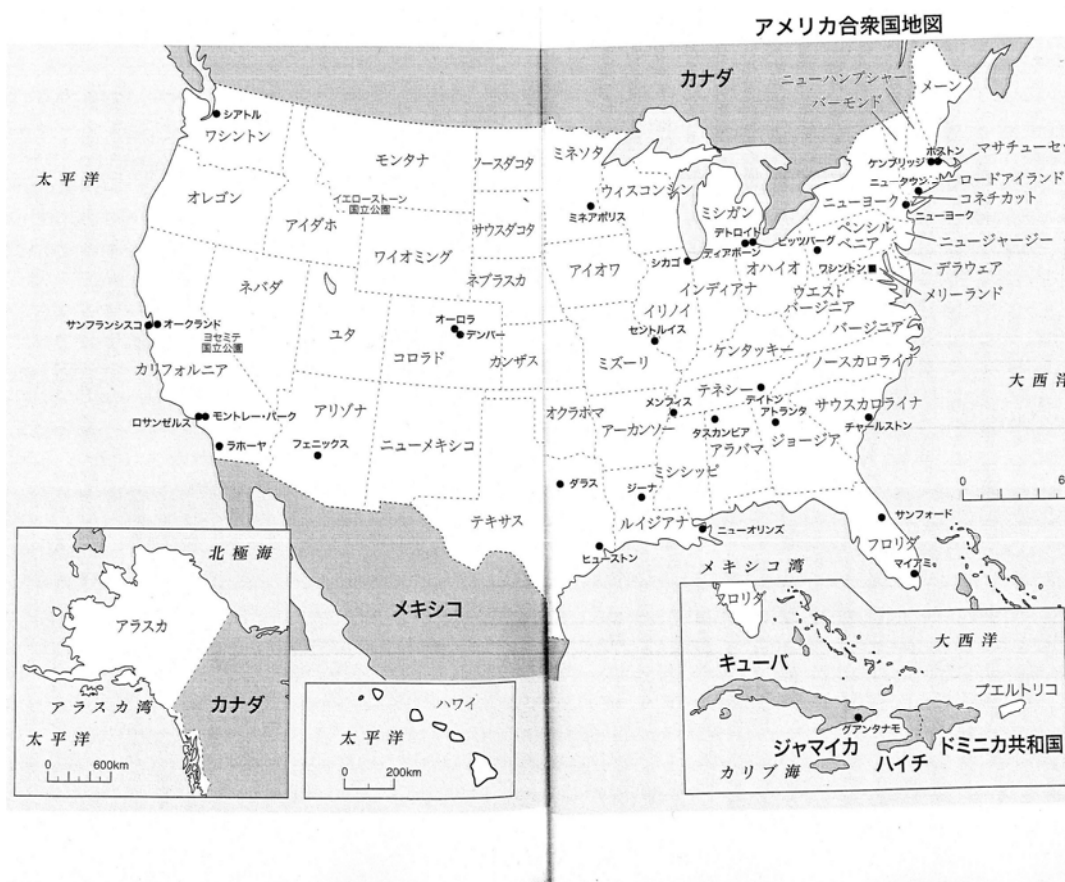 アメリカ合衆国地図
カナダ
ニューハンプシャー
バーモンド
メーン
シアトル
ワシントン
モンタナ
ノースダコタ
ミネソタ
ボストン
ケンブリッジ
マサチューセッ
太平洋
オレゴン
アイダホ
イエローストーン
国立公園
ウィスコンシン
ミネアポリス
ミシガン
ニュータウン
ロードアイランド
ニューヨーク
コネチカット
ニューヨーク
サウスダコタ
ワイオミング
デトロイト
ディアボーン
ピッツバーグ
ペンシル
ベニア
ニュージャージー
ネバダ
ネブラスカ
アイオワ
シカゴ
オハイオ
ワシントン
デラウェア
インディアナ
ウエスト
バージニア
メリーランド
イリノイ
サンフランシスコ
オークランド
ヨセミテ
国立公園
ユタ
オーロラ
デンバー
コロラド
カンザス
セントルイス
ミズーリ
ケンタッキー
バージニア
ノースカロライナ
カリフォルニア
大西洋
アリゾナ
テネシー
デイトン
ロサンゼルス
モントレー・パーク
ニューメキシコ
オクラホマ
メンフィス
アーカンソー
タスカンビア
アトランタ
サウスカロライナ
チャールストン
ラホーヤ
フェニックス
アラバマ
ジョージア
ミシシッピ
ダラス
ジーナ
0
6
テキサス
ルイジアナ
ニューオリンズ
サンフォード
ヒューストン
フロリダ
マイアミ
メキシコ湾
北極海
アラスカ
メキシコ
フロリダ
大西洋
キューバ
アラスカ湾
カナダ
太平洋
0 600km
ハワイ
太平洋
0 200km
プエルトリコ
グアンタナモ
ジャマイカ
ドミニカ共和国
ハイチ
カリブ海